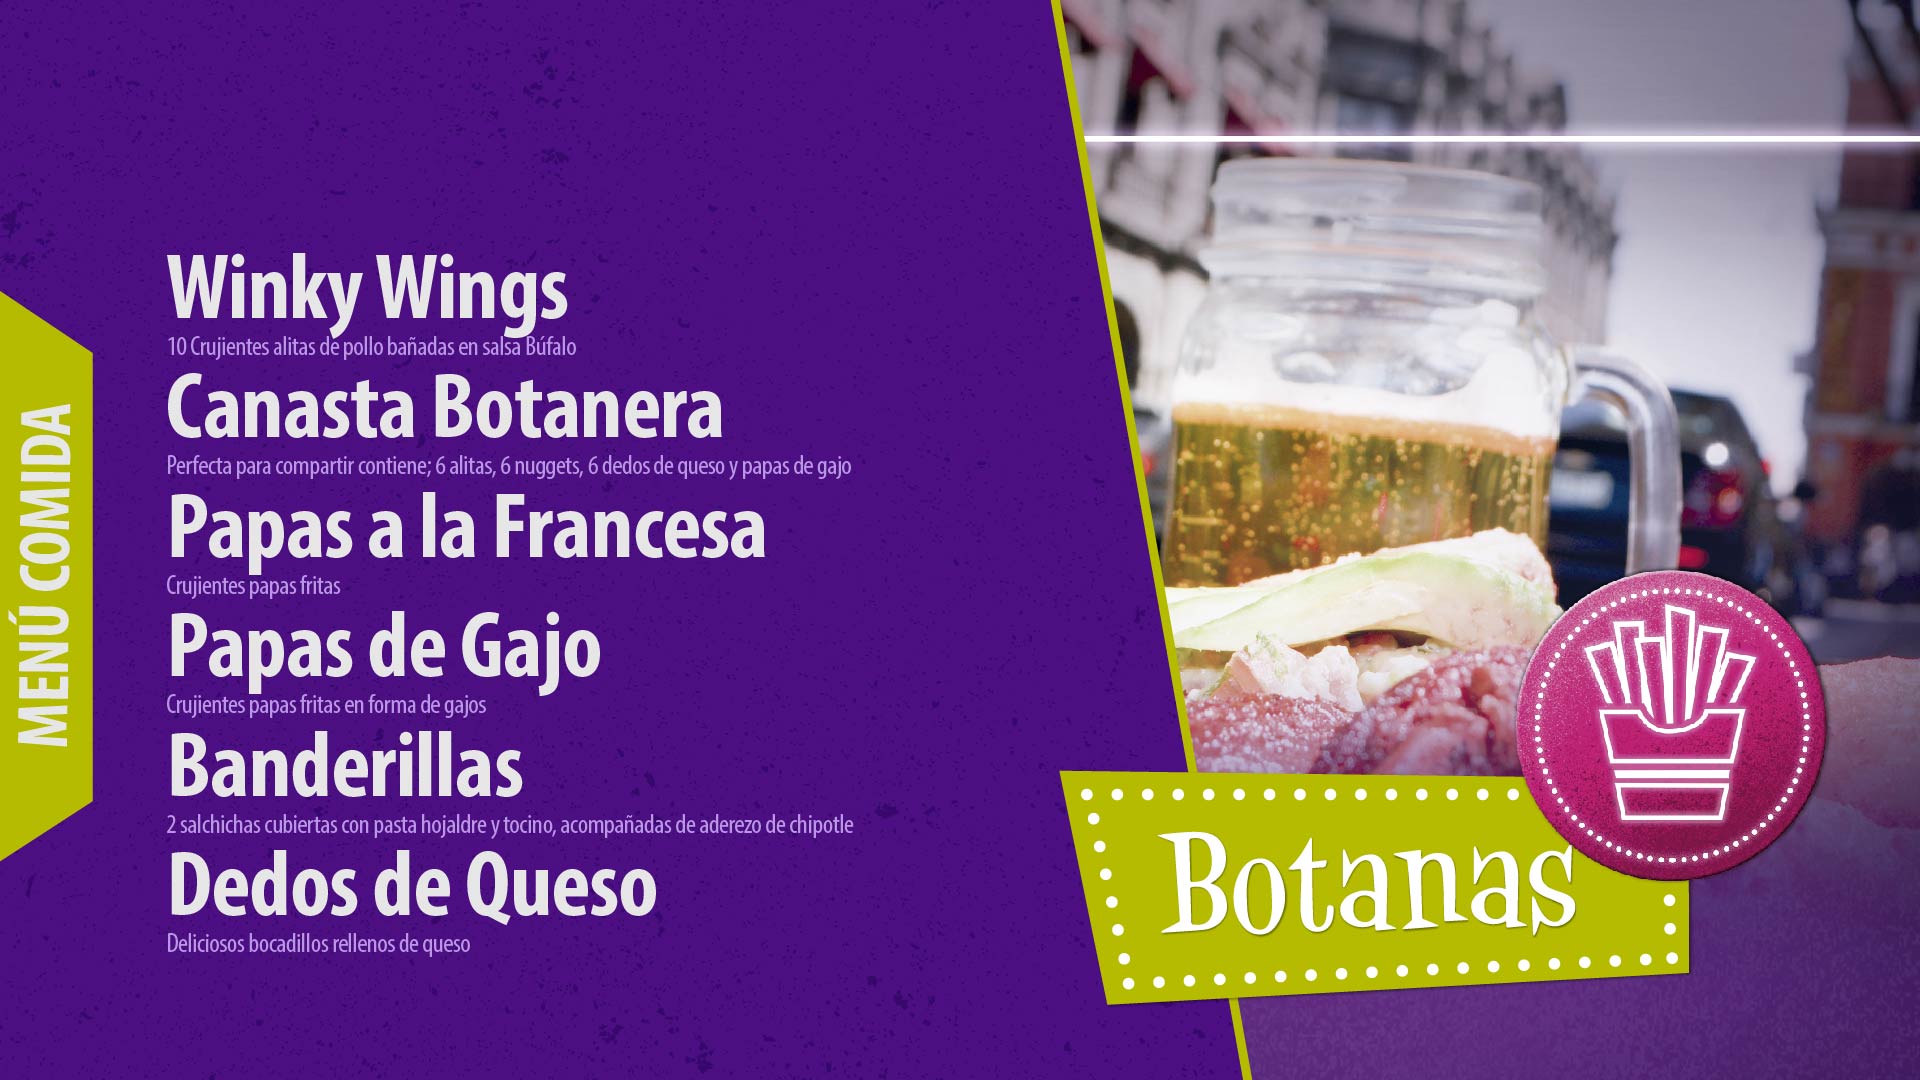 MENÚ COMIDA
Winky Wings
10 Crujientes alitas de pollo bañadas en salsa Búfalo
Canasta Botanera
Perfecta para compartir contiene; 6 alitas, 6 nuggets, 6 dedos de queso y papas de gajo
Papas a la Francesa
Crujientes papas fritas
Papas de Gajo
Crujientes papas fritas en forma de gajos
Banderillas
2 salchichas cubiertas con pasta hojaldre y tocino, acompañadas de aderezo de chipotle
Dedos de Queso
Deliciosos bocadillos rellenos de queso
Botanas